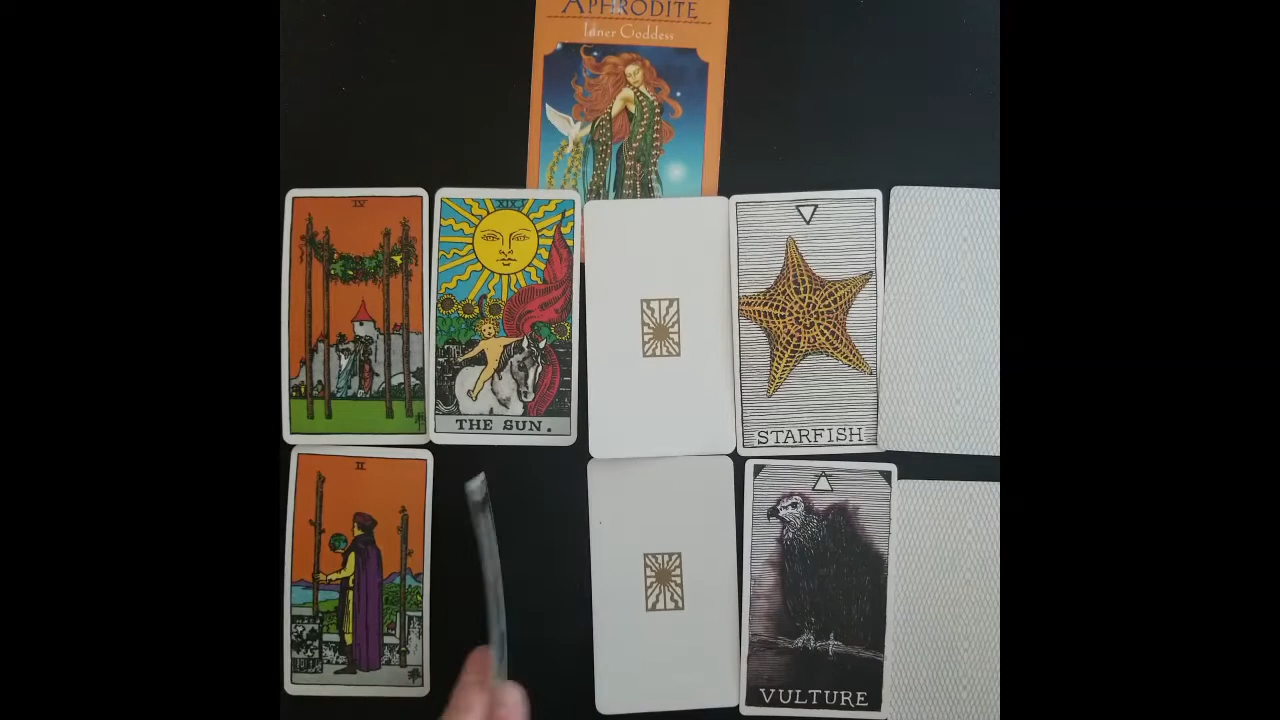 APHRODITE
Inner Goddess
IV
XIX
THE SUN.
STARFISH
II
VULTURE